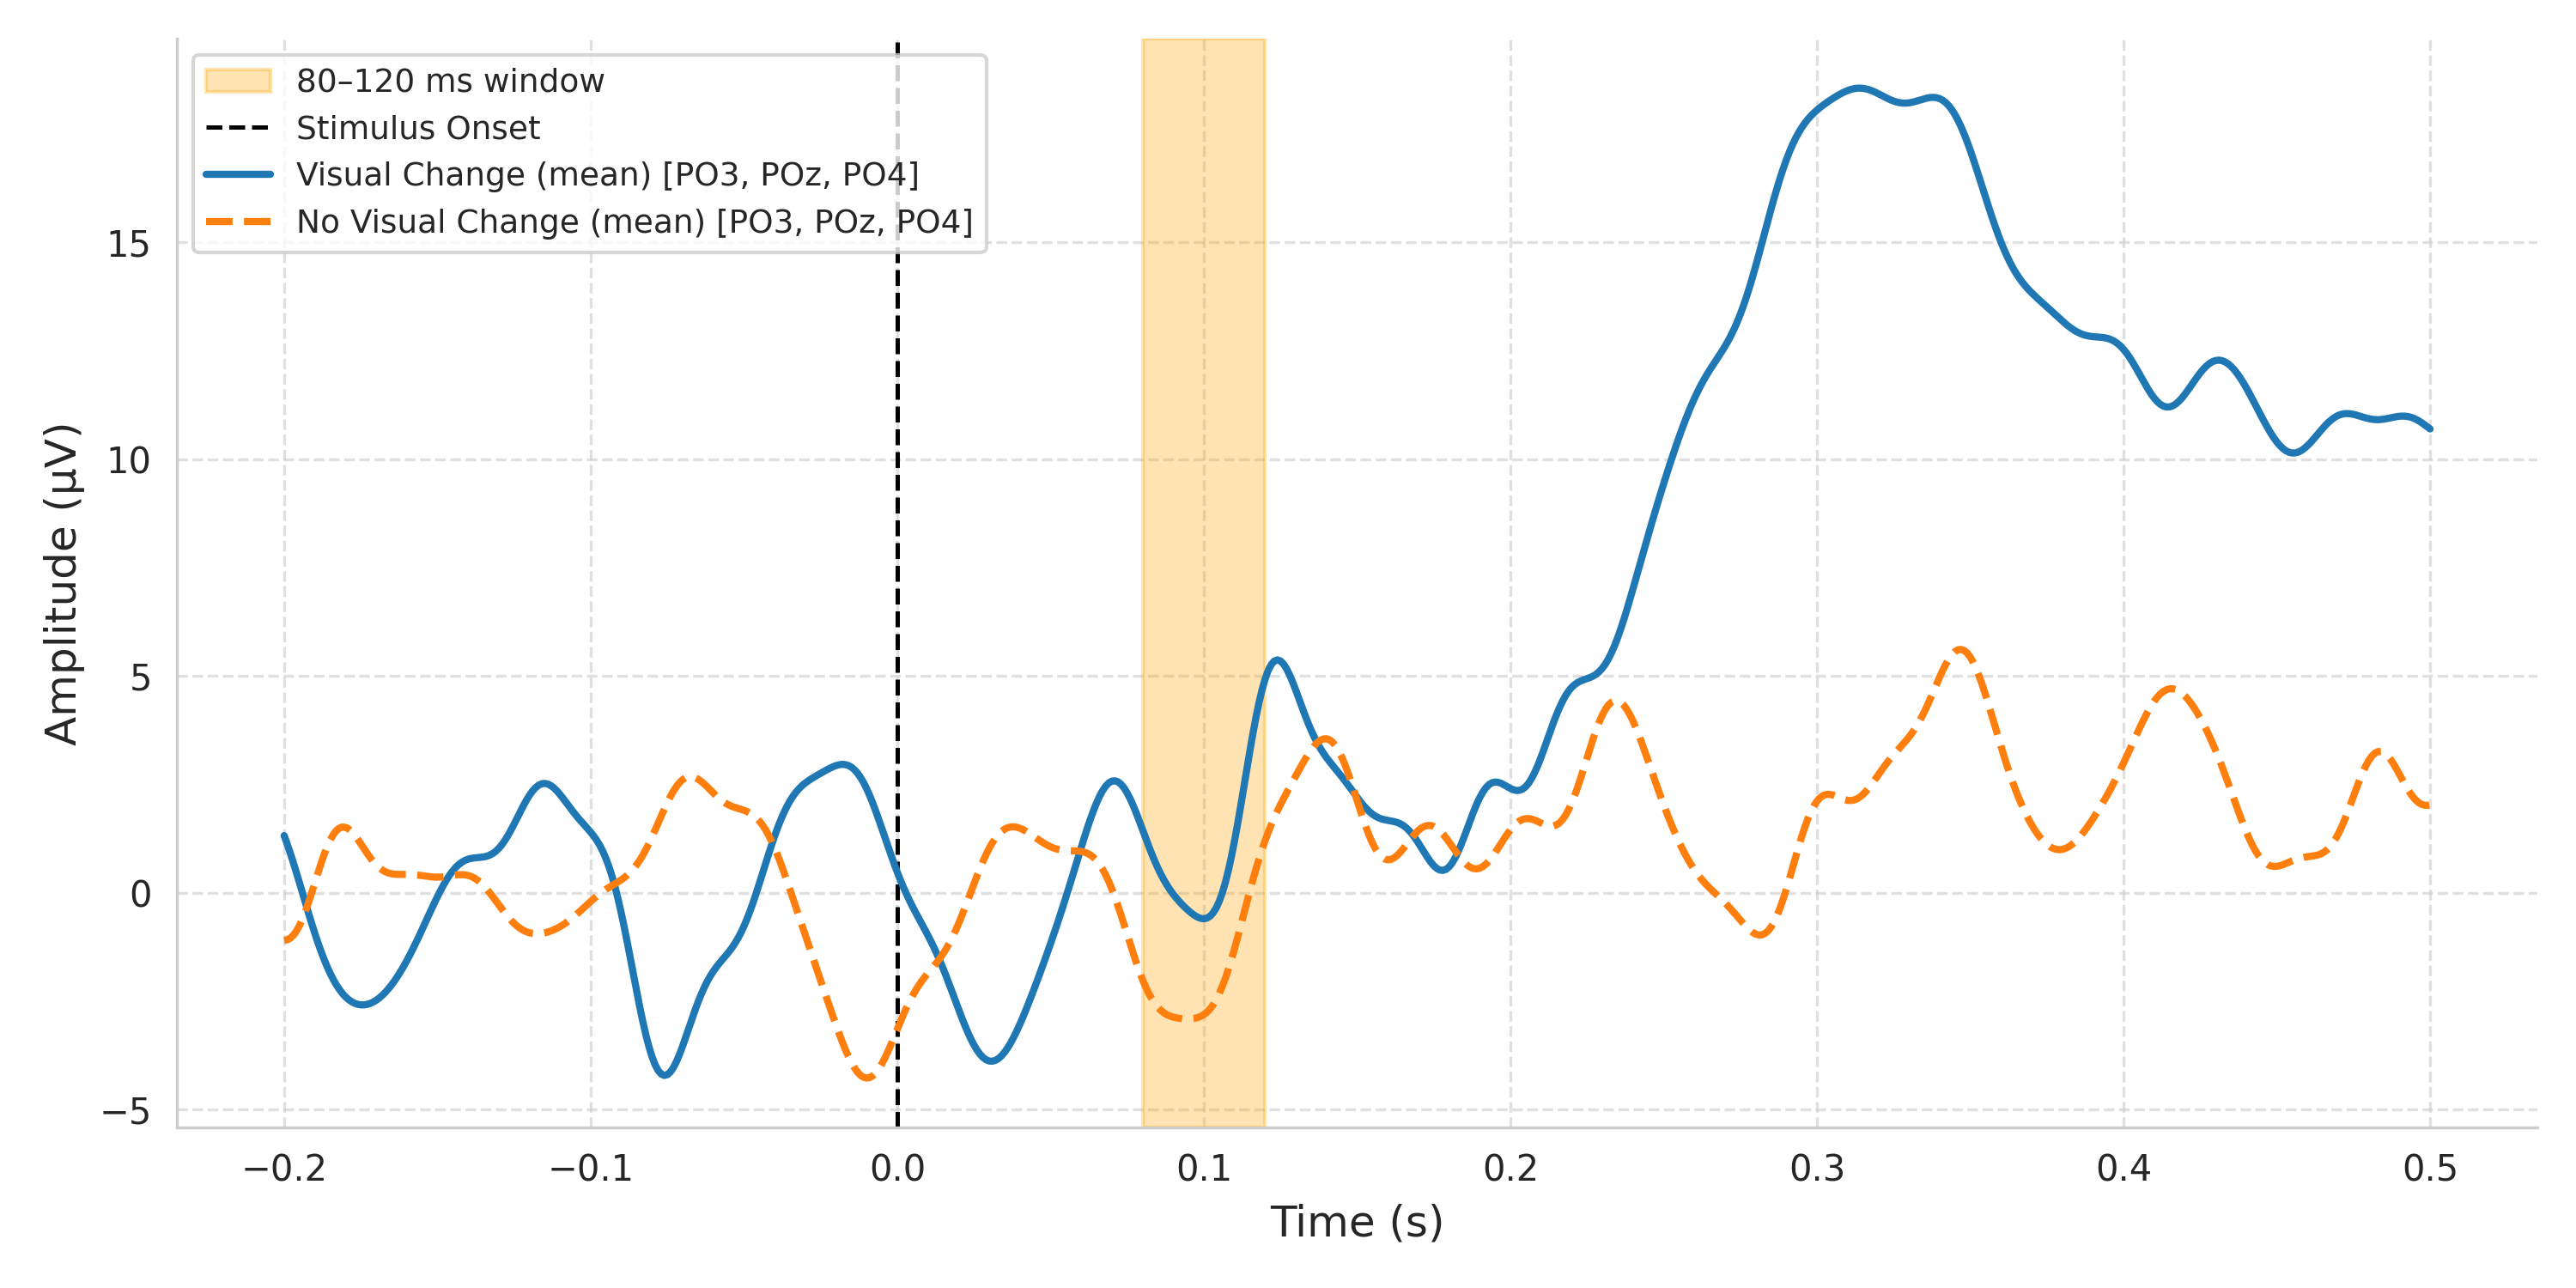 80–120 ms window
Stimulus Onset
Visual Change (mean) [PO3, POz, PO4]
No Visual Change (mean) [PO3, POz, PO4]
Amplitude (µV)
15
10
5
0
−5
−0.2 −0.1 0.0 0.1 0.2 0.3 0.4 0.5
Time (s)